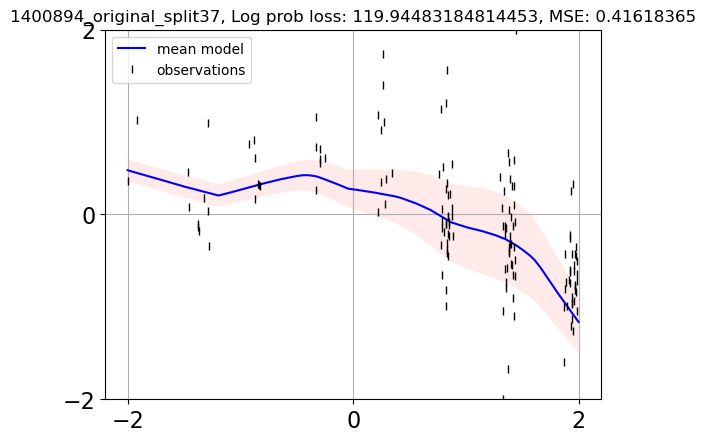 1400894_original_split37, Log prob loss: 119.94483184814453, MSE: 0.41618365
2
mean model
observations
0
−2
−2
0
2